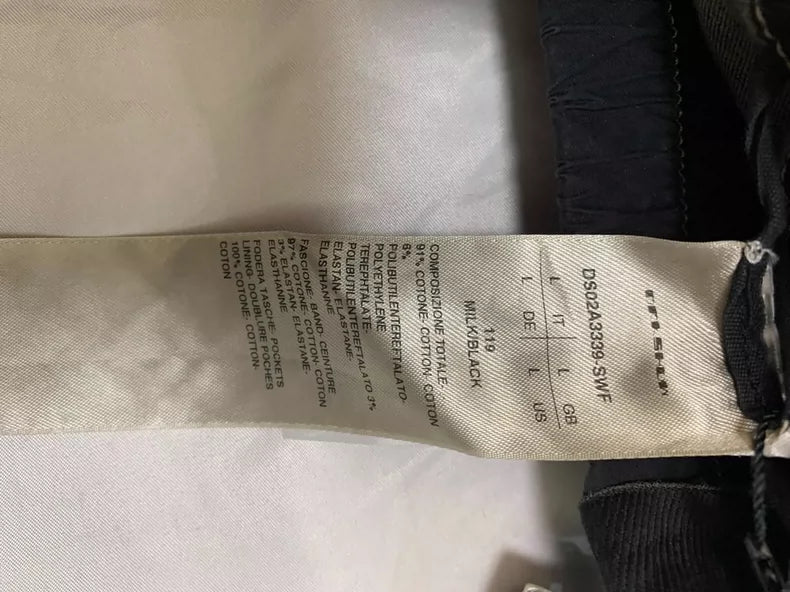 DS02A3339-SWF
L IT L GB
L DE L US
119
MILK/BLACK
COMPOSIZIONE TOTALE-
91% COTONE- COTTON- COTON
6%
POLIBUTILENTEREFTALATO-
POLYETHYLENE
TEREPHTALATE-
POLIBUTILENTEREFTALATO 3%
ELASTAN- ELASTANE-
ELASTHANNE
FASCIONE- BAND- CEINTURE
97% COTONE- COTTON- COTON
3% ELASTAN- ELASTANE-
ELASTHANNE
FODERA TASCHE- POCKETS
LINING- DOUBLURE POCHES
100% COTONE- COTTON-
COTON